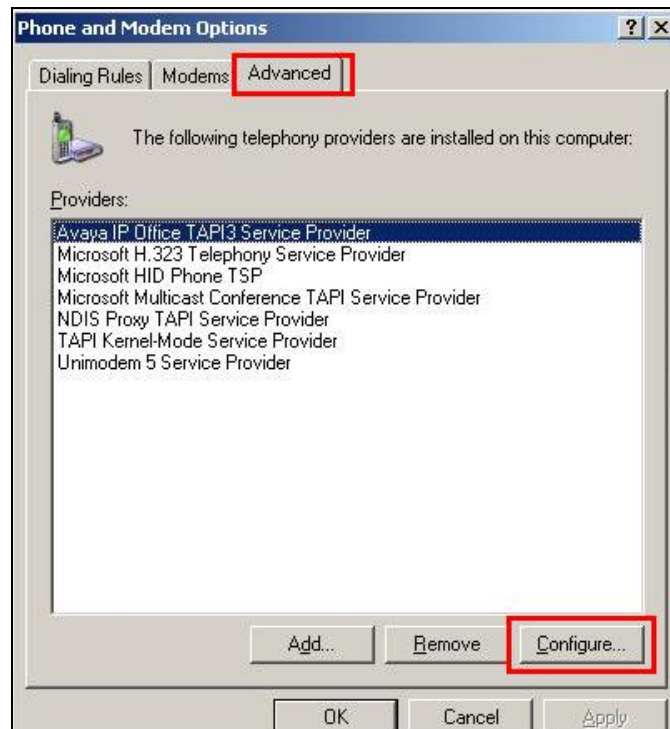 Phone and Modem Options
Dialing Rules Modems Advanced
The following telephony providers are installed on this computer:
Providers:
Avaya IP Office TAPI3 Service Provider
Microsoft H.323 Telephony Service Provider
Microsoft HID Phone TSP
Microsoft Multicast Conference TAPI Service Provider
NDIS Proxy TAPI Service Provider
TAPI Kernel-Mode Service Provider
Unimodem 5 Service Provider
Add... Remove Configure...
OK Cancel Apply